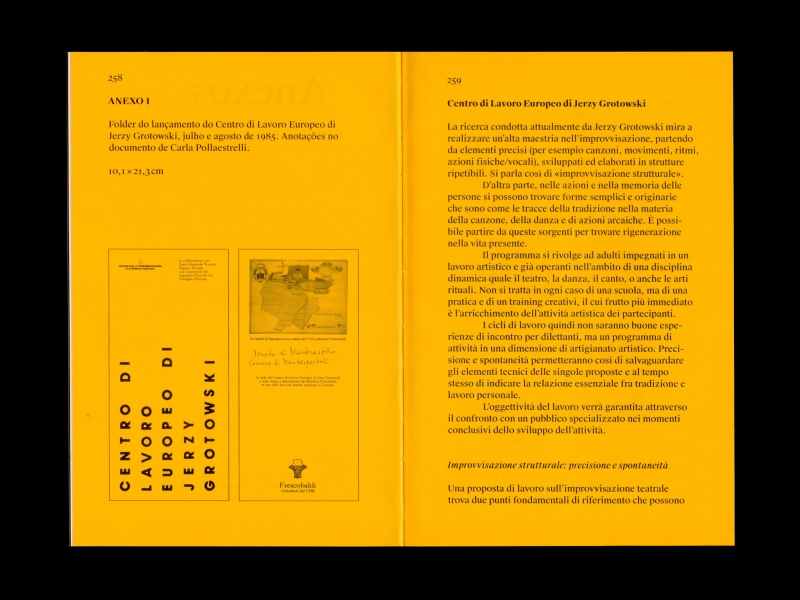 258
ANEXO I
Folder do lançamento do Centro di Lavoro Europeo di
Jerzy Grotowski, julho e agosto de 1985. Anotações no
documento de Carla Pollaestrelli.
10,1 × 21,3 cm
CENTRO DI
LAVORO
EUROPEO DI
JERZY
GROTOWSKI
Tenuta di Montecastello
Comune di Montespertoli
Frescobaldi
259
Centro di Lavoro Europeo di Jerzy Grotowski
La ricerca condotta attualmente da Jerzy Grotowski mira a
realizzare un'alta maestria nell'improvvisazione, partendo
da elementi precisi (per esempio canzoni, movimenti, ritmi,
azioni fisiche/vocali), sviluppati ed elaborati in strutture
ripetibili. Si parla così di «improvvisazione strutturale».
D'altra parte, nelle azioni e nella memoria delle
persone si possono trovare forme semplici e originarie
che sono come le tracce della tradizione nella materia
della canzone, della danza e di azioni arcaiche. È possi-
bile partire da queste sorgenti per trovare rigenerazione
nella vita presente.
Il programma si rivolge ad adulti impegnati in un
lavoro artistico e già operanti nell'ambito di una disciplina
dinamica quale il teatro, la danza, il canto, o anche le arti
rituali. Non si tratta in ogni caso di una scuola, ma di una
pratica e di un training creativi, il cui frutto più immediato
è l'arricchimento dell'attività artistica dei partecipanti.
I cicli di lavoro quindi non saranno buone espe-
rienze di incontro per dilettanti, ma un programma di
attività in una dimensione di artigianato artistico. Preci-
sione e spontaneità permetteranno così di salvaguardare
gli elementi tecnici delle singole proposte e al tempo
stesso di indicare la relazione essenziale fra tradizione e
lavoro personale.
L'oggettività del lavoro verrà garantita attraverso
il confronto con un pubblico specializzato nei momenti
conclusivi dello sviluppo dell'attività.
Improvvisazione strutturale: precisione e spontaneità
Una proposta di lavoro sull'improvvisazione teatrale
trova due punti fondamentali di riferimento che possono